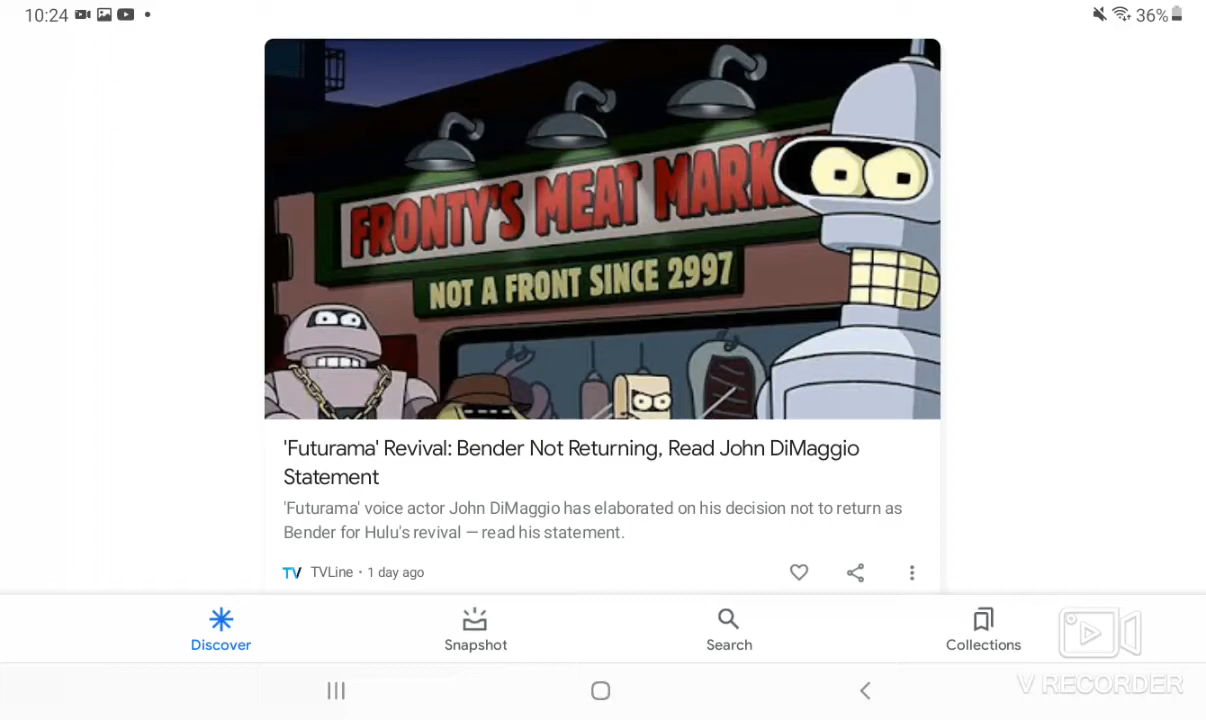 10:24
36%
FRONTY'S MEAT MARK
NOT A FRONT SINCE 2997
'Futurama' Revival: Bender Not Returning, Read John DiMaggio
Statement
'Futurama' voice actor John DiMaggio has elaborated on his decision not to return as
Bender for Hulu's revival — read his statement.
TV TVLine · 1 day ago
Discover
Snapshot
Search
Collections
V RECORDER